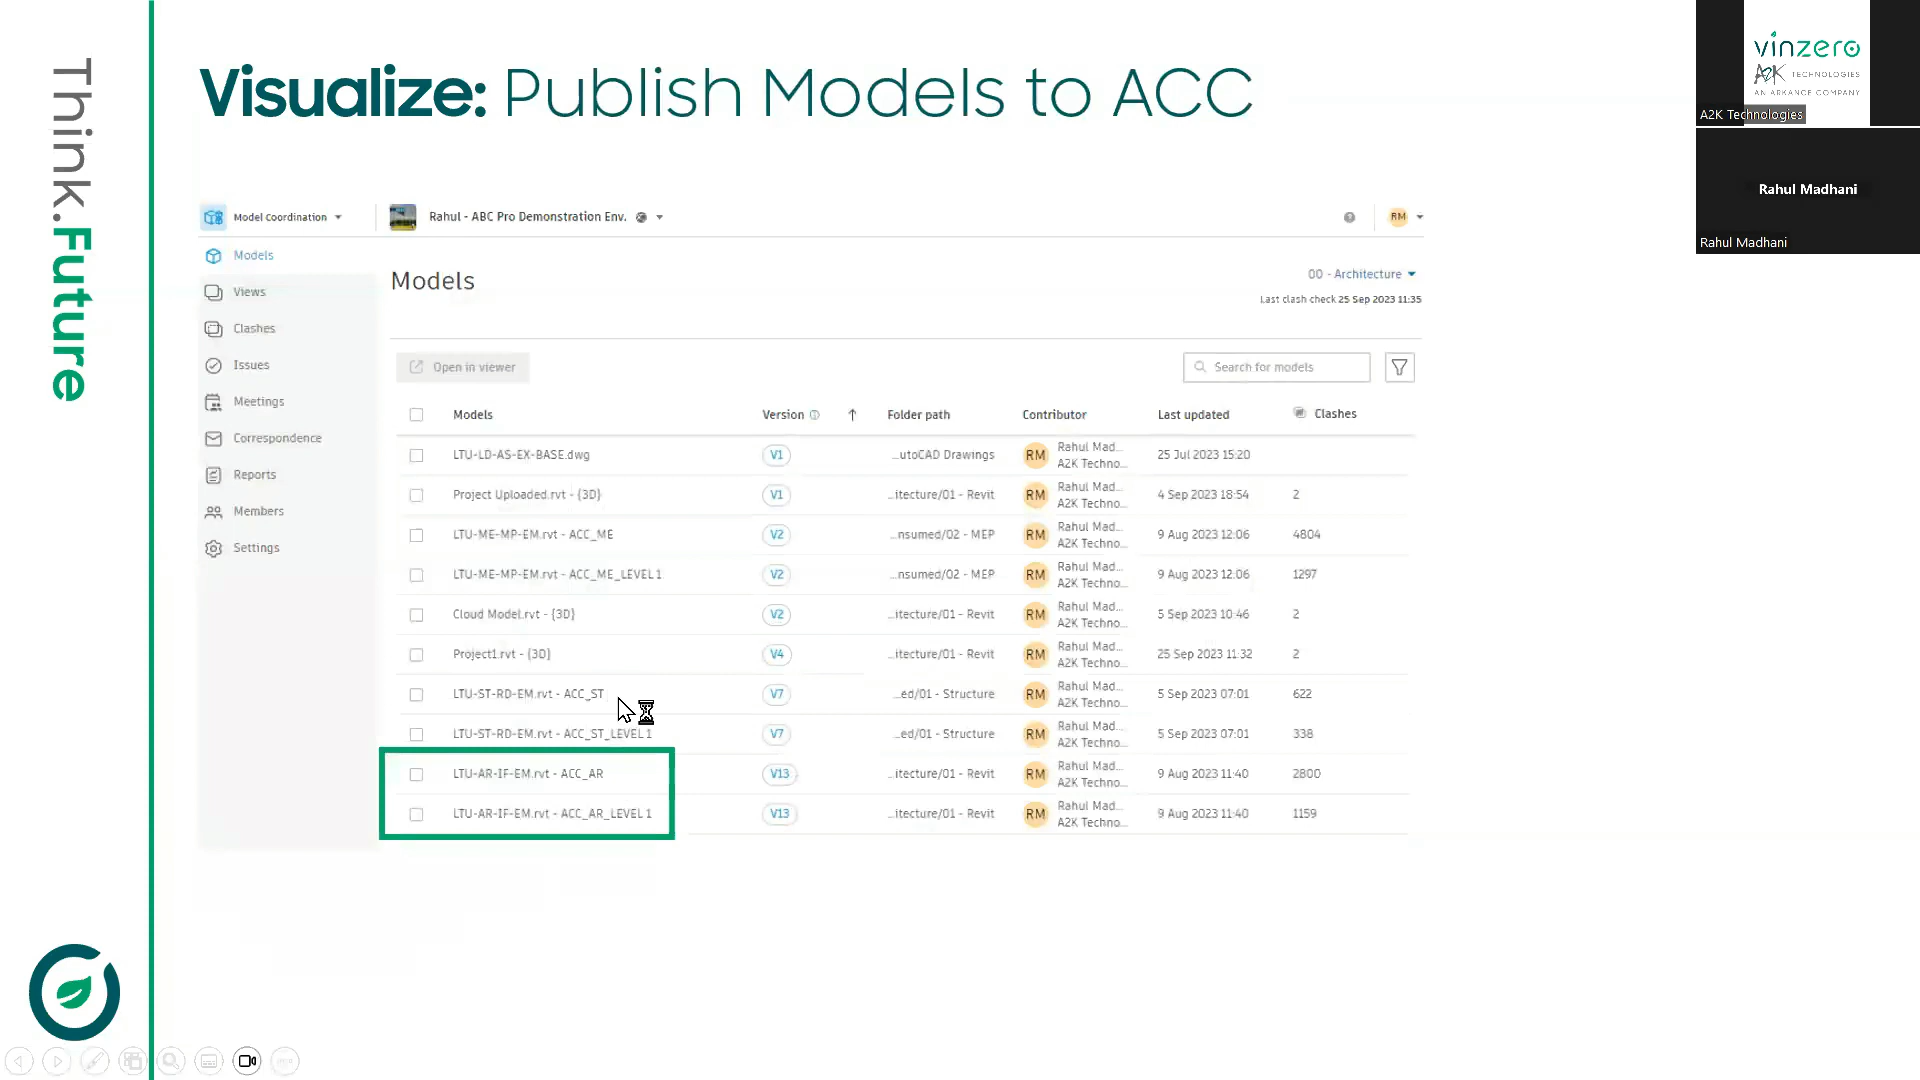 Think.Future
Visualize: Publish Models to ACC
vinzero
A2K TECHNOLOGIES
AN ARKANCE COMPANY
A2K Technologies
Rahul Madhani
Rahul Madhani
Model Coordination
Rahul - ABC Pro Demonstration Env.
RM
Models
Views
Clashes
Issues
Meetings
Correspondence
Reports
Members
Settings
Models
00 - Architecture
Last clash check 25 Sep 2023 11:35
Open in viewer
Search for models
Models Version Folder path Contributor Last updated Clashes
LTU-LD-AS-EX-BASE.dwg V1 ...utoCAD Drawings RM Rahul Mad... A2K Techno... 25 Jul 2023 15:20
Project Uploaded.rvt - {3D} V1 ...itecture/01 - Revit RM Rahul Mad... A2K Techno... 4 Sep 2023 18:54 2
LTU-ME-MP-EM.rvt - ACC_ME V2 ...nsumed/02 - MEP RM Rahul Mad... A2K Techno... 9 Aug 2023 12:06 4804
LTU-ME-MP-EM.rvt - ACC_ME_LEVEL1 V2 ...nsumed/02 - MEP RM Rahul Mad... A2K Techno... 9 Aug 2023 12:06 1297
Cloud Model.rvt - {3D} V2 ...itecture/01 - Revit RM Rahul Mad... A2K Techno... 5 Sep 2023 10:46 2
Project1.rvt - {3D} V4 ...itecture/01 - Revit RM Rahul Mad... A2K Techno... 25 Sep 2023 11:32 2
LTU-ST-RD-EM.rvt - ACC_ST V7 ...ed/01 - Structure RM Rahul Mad... A2K Techno... 5 Sep 2023 07:01 622
LTU-ST-RD-EM.rvt - ACC_ST_LEVEL1 V7 ...ed/01 - Structure RM Rahul Mad... A2K Techno... 5 Sep 2023 07:01 338
LTU-AR-IF-EM.rvt - ACC_AR V13 ...itecture/01 - Revit RM Rahul Mad... A2K Techno... 9 Aug 2023 11:40 2800
LTU-AR-IF-EM.rvt - ACC_AR_LEVEL1 V13 ...itecture/01 - Revit RM Rahul Mad... A2K Techno... 9 Aug 2023 11:40 1159